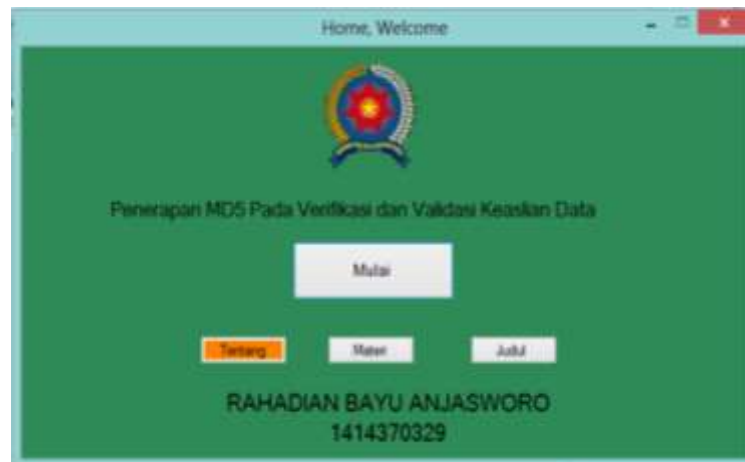 Home, Welcome
Penerapan MD5 Pada Verifikasi dan Validasi Keaslian Data
Mulai
Tentang Materi Judul
RAHADIAN BAYU ANJASWORO
1414370329